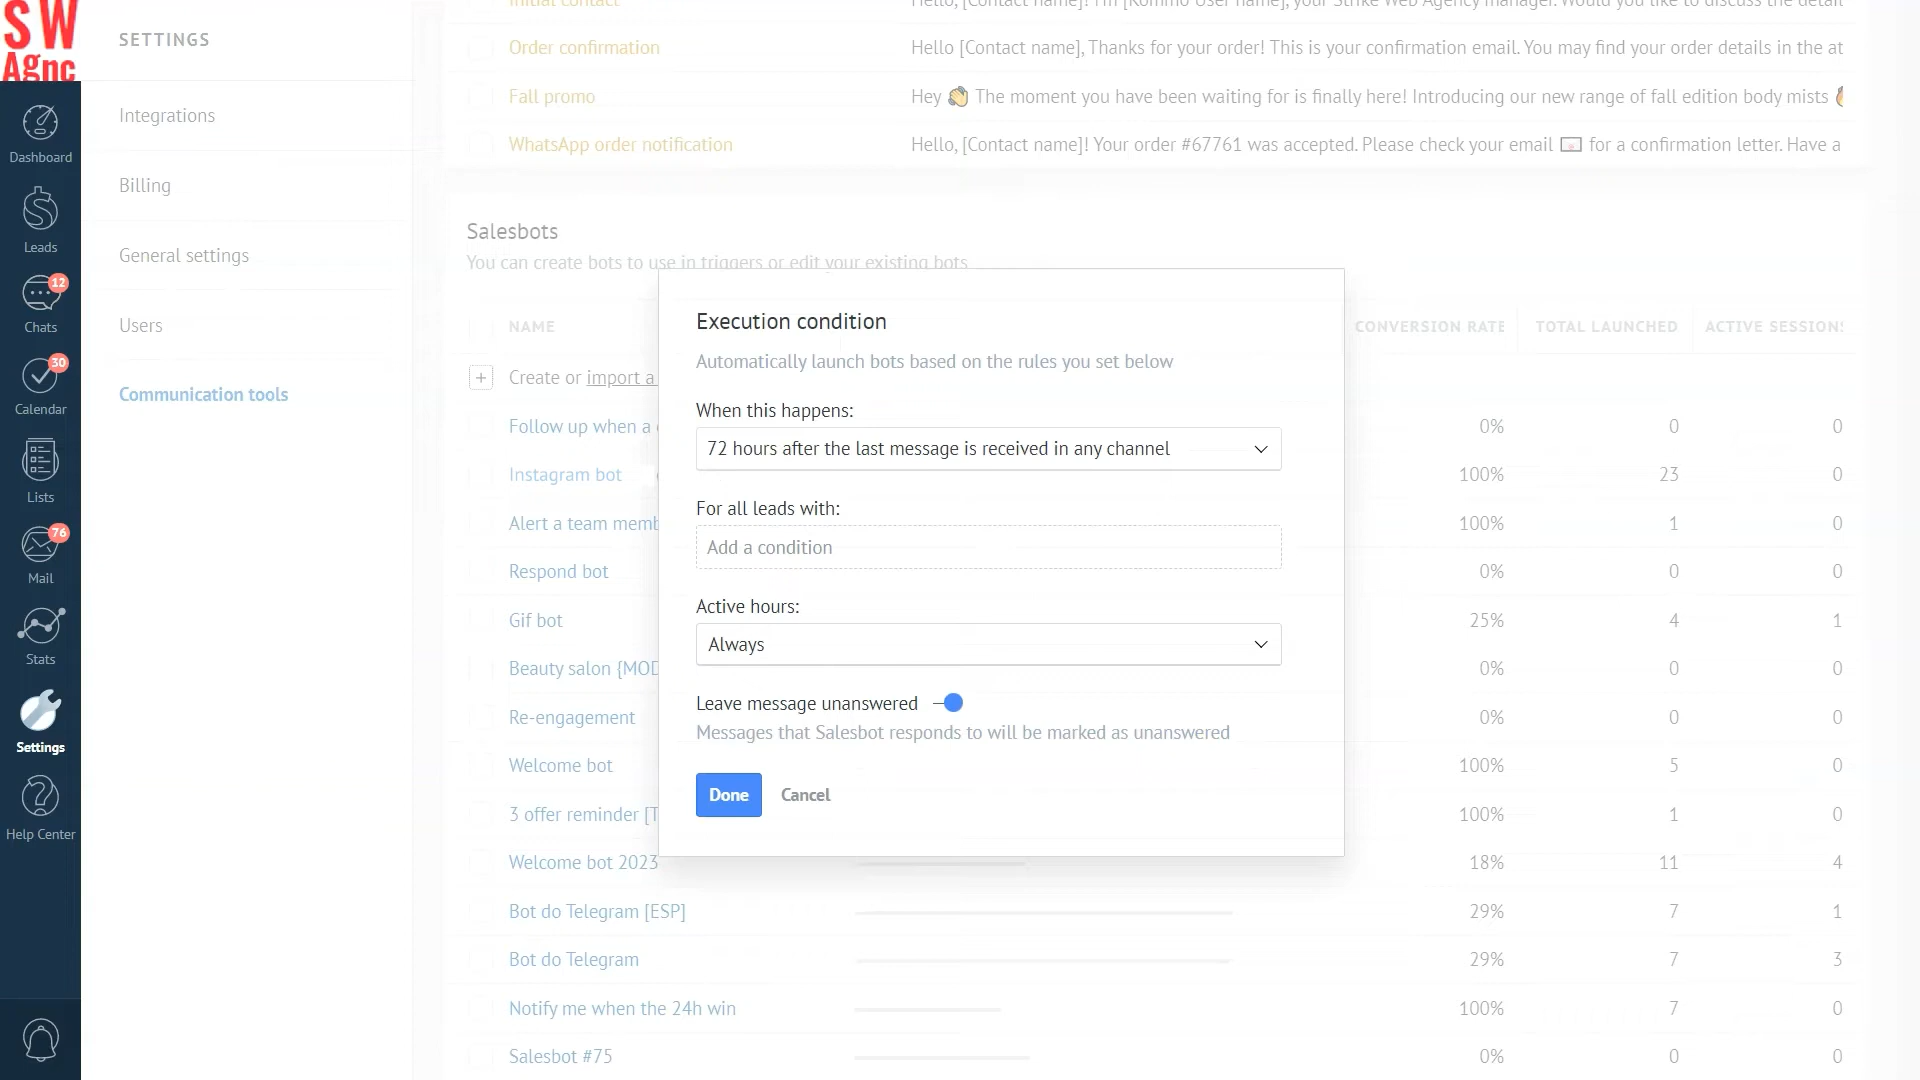 SW
Agnc
Dashboard
Leads
12
Chats
30
Calendar
Lists
76
Mail
Stats
Settings
Help Center
SETTINGS
Integrations
Billing
General settings
Users
Communication tools
Initial contact
Hello, [Contact name]! I'm [Kommo User name], your Strike Web Agency manager. Would you like to discuss the detail
Order confirmation
Hello [Contact name], Thanks for your order! This is your confirmation email. You may find your order details in the at
Fall promo
Hey 👋 The moment you have been waiting for is finally here! Introducing our new range of fall edition body mists
WhatsApp order notification
Hello, [Contact name]! Your order #67761 was accepted. Please check your email 💌 for a confirmation letter. Have a
Salesbots
You can create bots to use in triggers or edit your existing bots
NAME
CONVERSION RATE
TOTAL LAUNCHED
ACTIVE SESSIONS
Create or import a
Follow up when a
0% 0 0
Instagram bot
100% 23 0
Alert a team memb
100% 1 0
Respond bot
0% 0 0
Gif bot
25% 4 1
Beauty salon {MOD
0% 0 0
Re-engagement
0% 0 0
Welcome bot
100% 5 0
3 offer reminder [T
100% 1 0
Welcome bot 2023
18% 11 4
Bot do Telegram [ESP]
29% 7 1
Bot do Telegram
29% 7 3
Notify me when the 24h win
100% 7 0
Salesbot #75
0% 0 0
Execution condition
Automatically launch bots based on the rules you set below
When this happens:
72 hours after the last message is received in any channel
For all leads with:
Add a condition
Active hours:
Always
Leave message unanswered
Messages that Salesbot responds to will be marked as unanswered
Done
Cancel